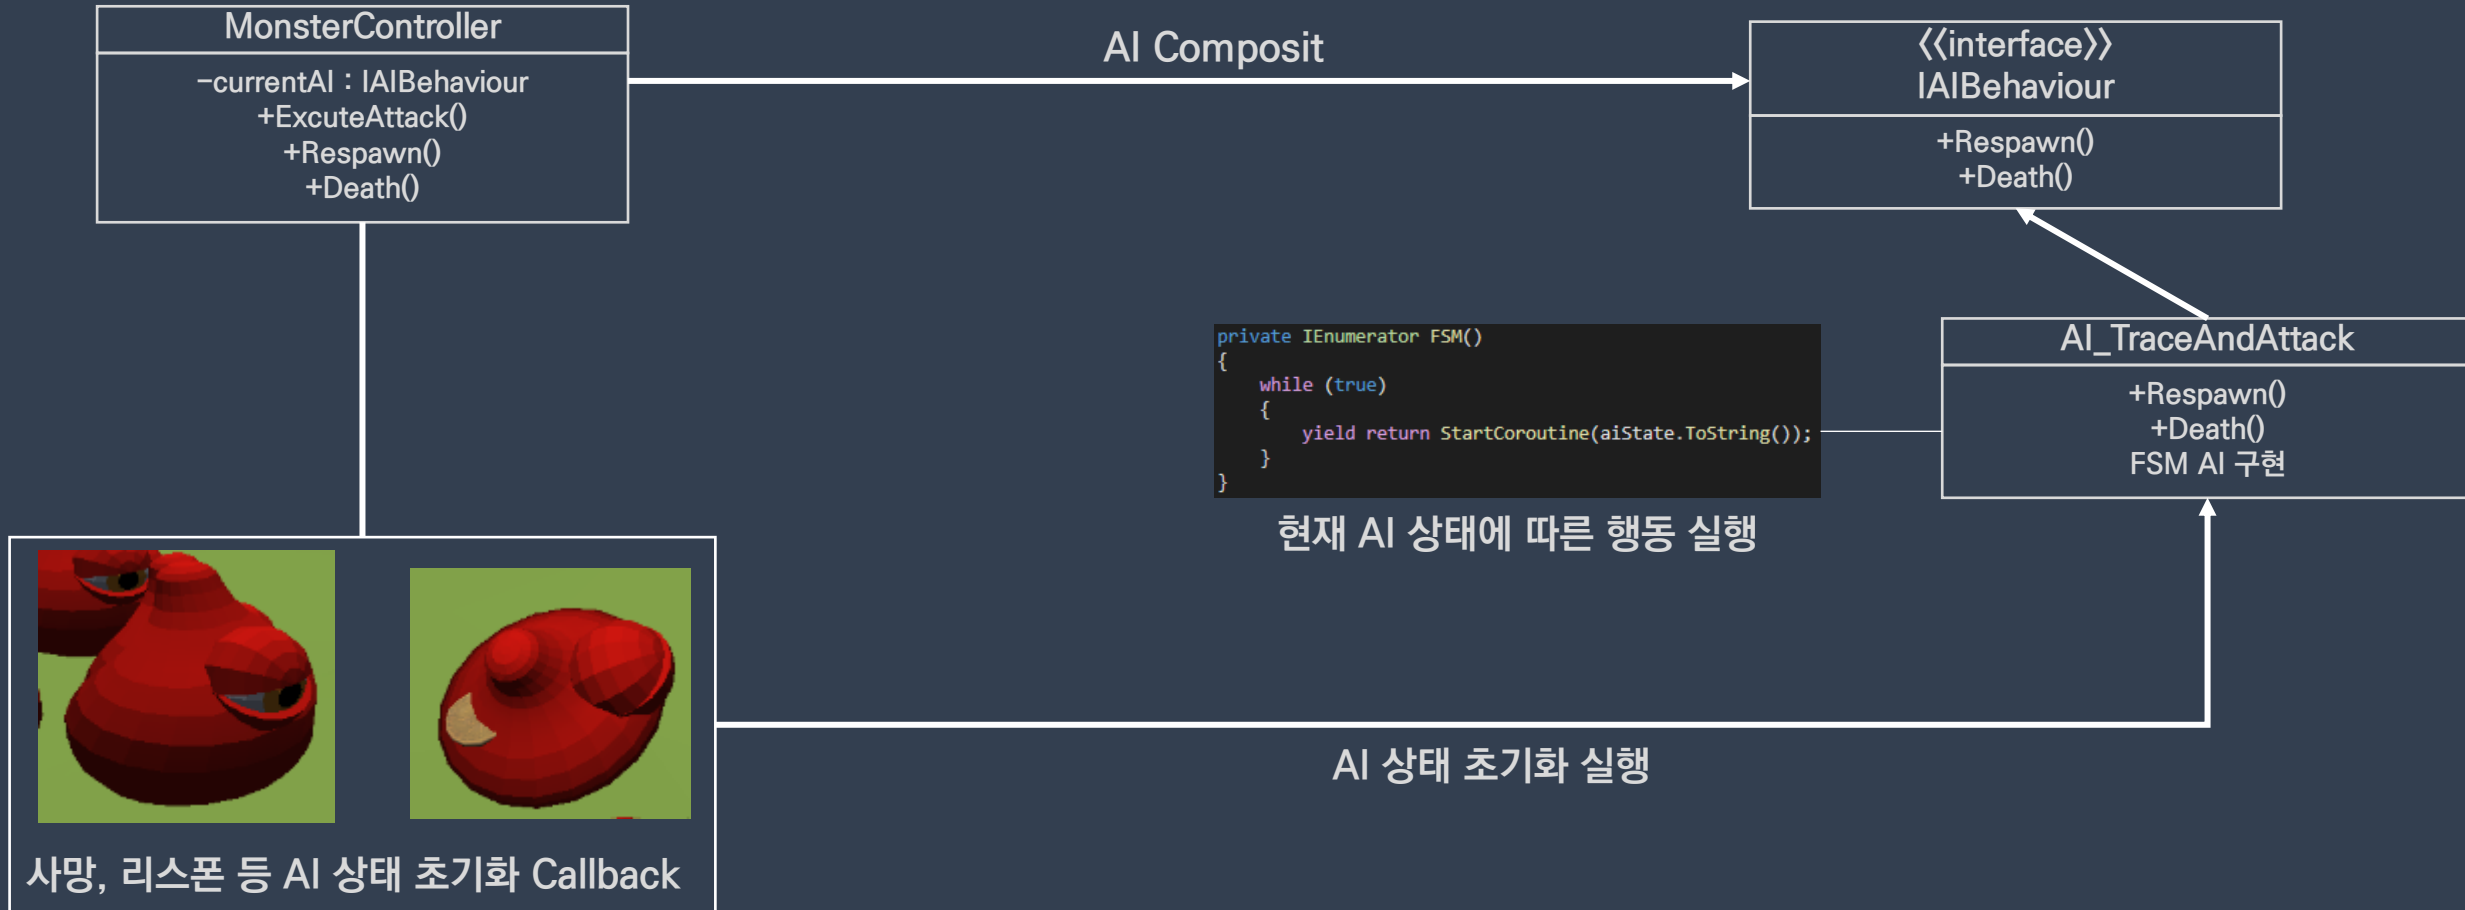 MonsterController
-currentAI : IAIBehaviour
+ExcuteAttack()
+Respawn()
+Death()
AI Composit
《interface》
IAIBehaviour
+Respawn()
+Death()
private IEnumerator FSM()
{
while (true)
{
yield return StartCoroutine(aiState.ToString());
}
}
현재 AI 상태에 따른 행동 실행
AI_TraceAndAttack
+Respawn()
+Death()
FSM AI 구현
사망, 리스폰 등 AI 상태 초기화 Callback
AI 상태 초기화 실행